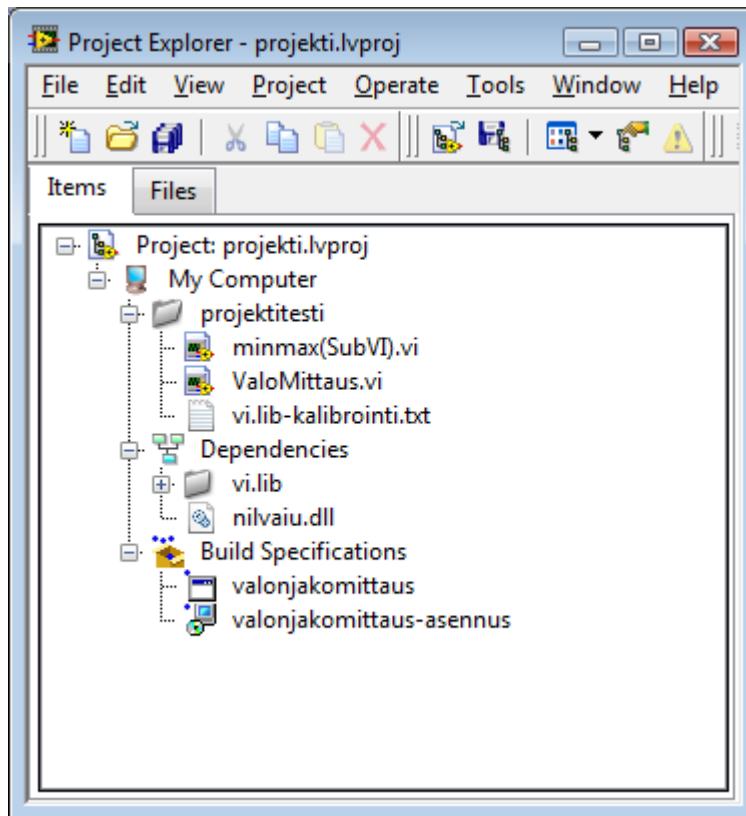 Project Explorer - projekti.lvproj
File Edit View Project Operate Tools Window Help
Items Files
Project: projekti.lvproj
My Computer
projektitesti
minmax(SubVI).vi
ValoMittaus.vi
vi.lib-kalibrointi.txt
Dependencies
vi.lib
nilvaiu.dll
Build Specifications
valonjakomittaus
valonjakomittaus-asennus